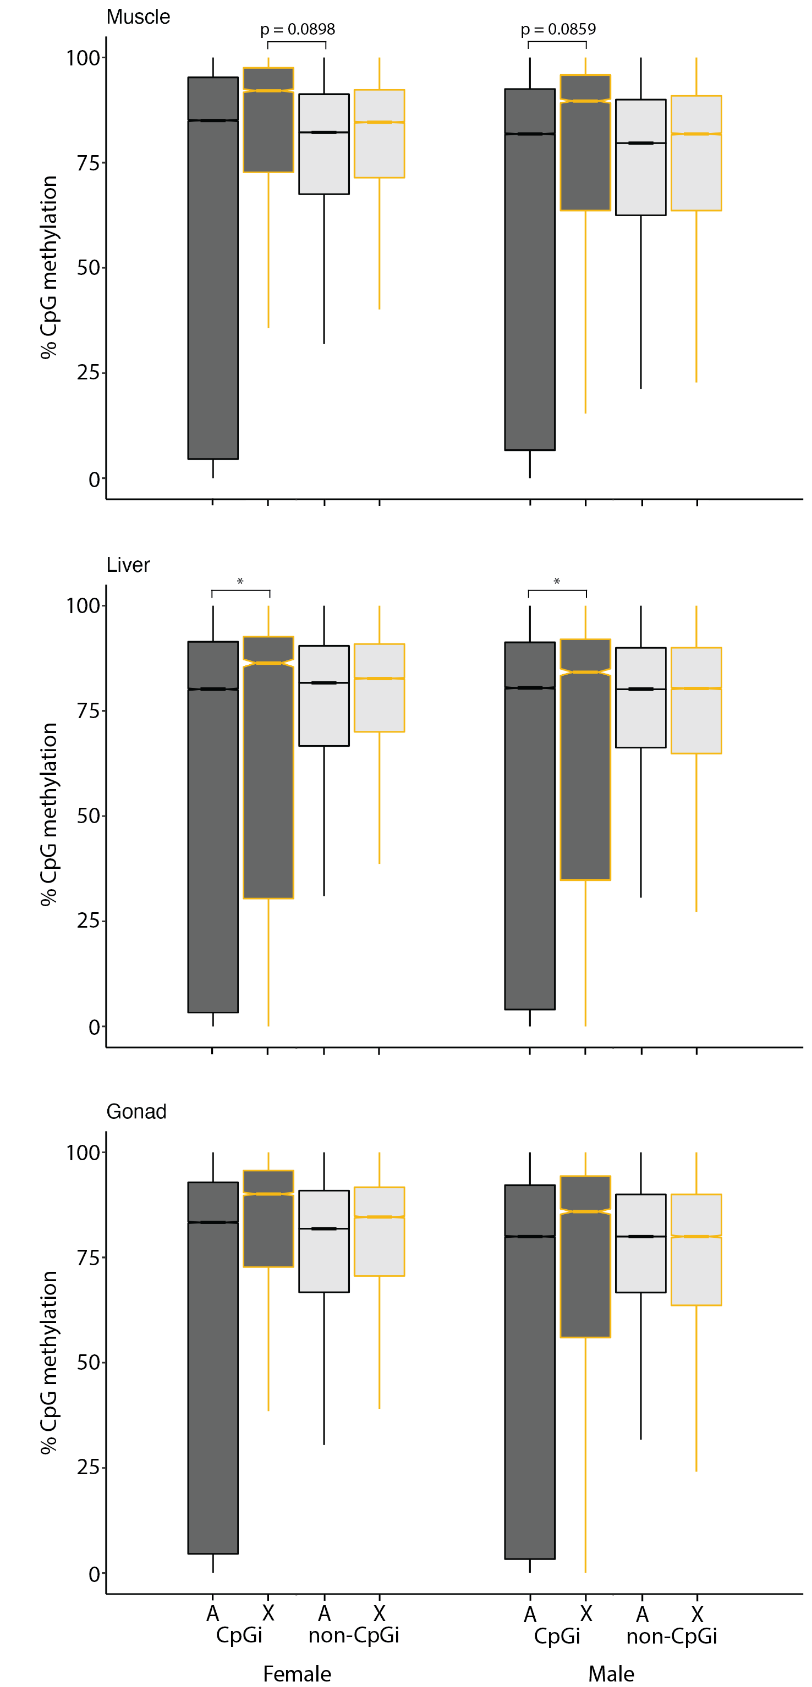 Muscle
p = 0.0898 p = 0.0859
100
75
50
25
0
% CpG methylation
Liver
* *
100
75
50
25
0
% CpG methylation
Gonad
100
75
50
25
0
% CpG methylation
A X A X A X A X
CpGi non-CpGi CpGi non-CpGi
Female Male